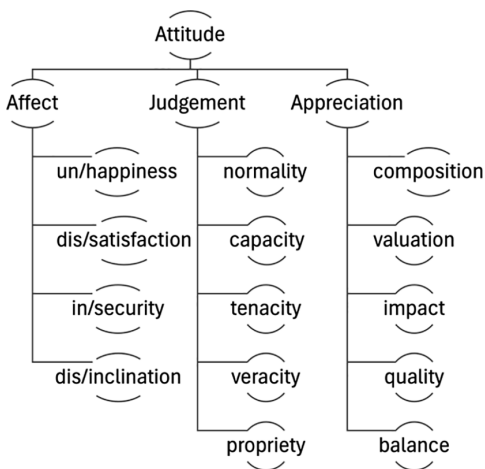 Attitude
Affect
Judgement
Appreciation
un/happiness
dis/satisfaction
in/security
dis/inclination
normality
capacity
tenacity
veracity
propriety
composition
valuation
impact
quality
balance